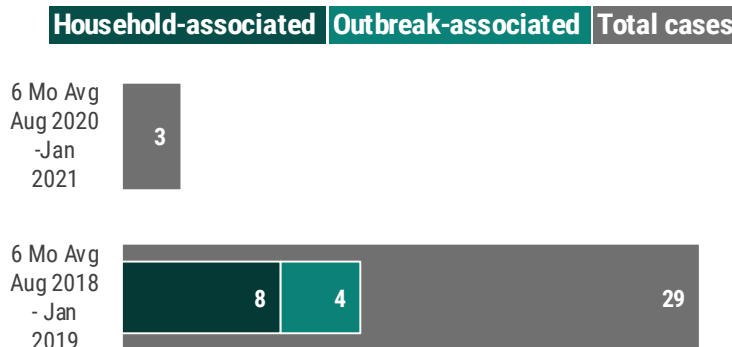 Household-associated Outbreak-associated Total cases
6 Mo Avg
Aug 2020
-Jan
2021
3
6 Mo Avg
Aug 2018
- Jan
2019
8 4 29